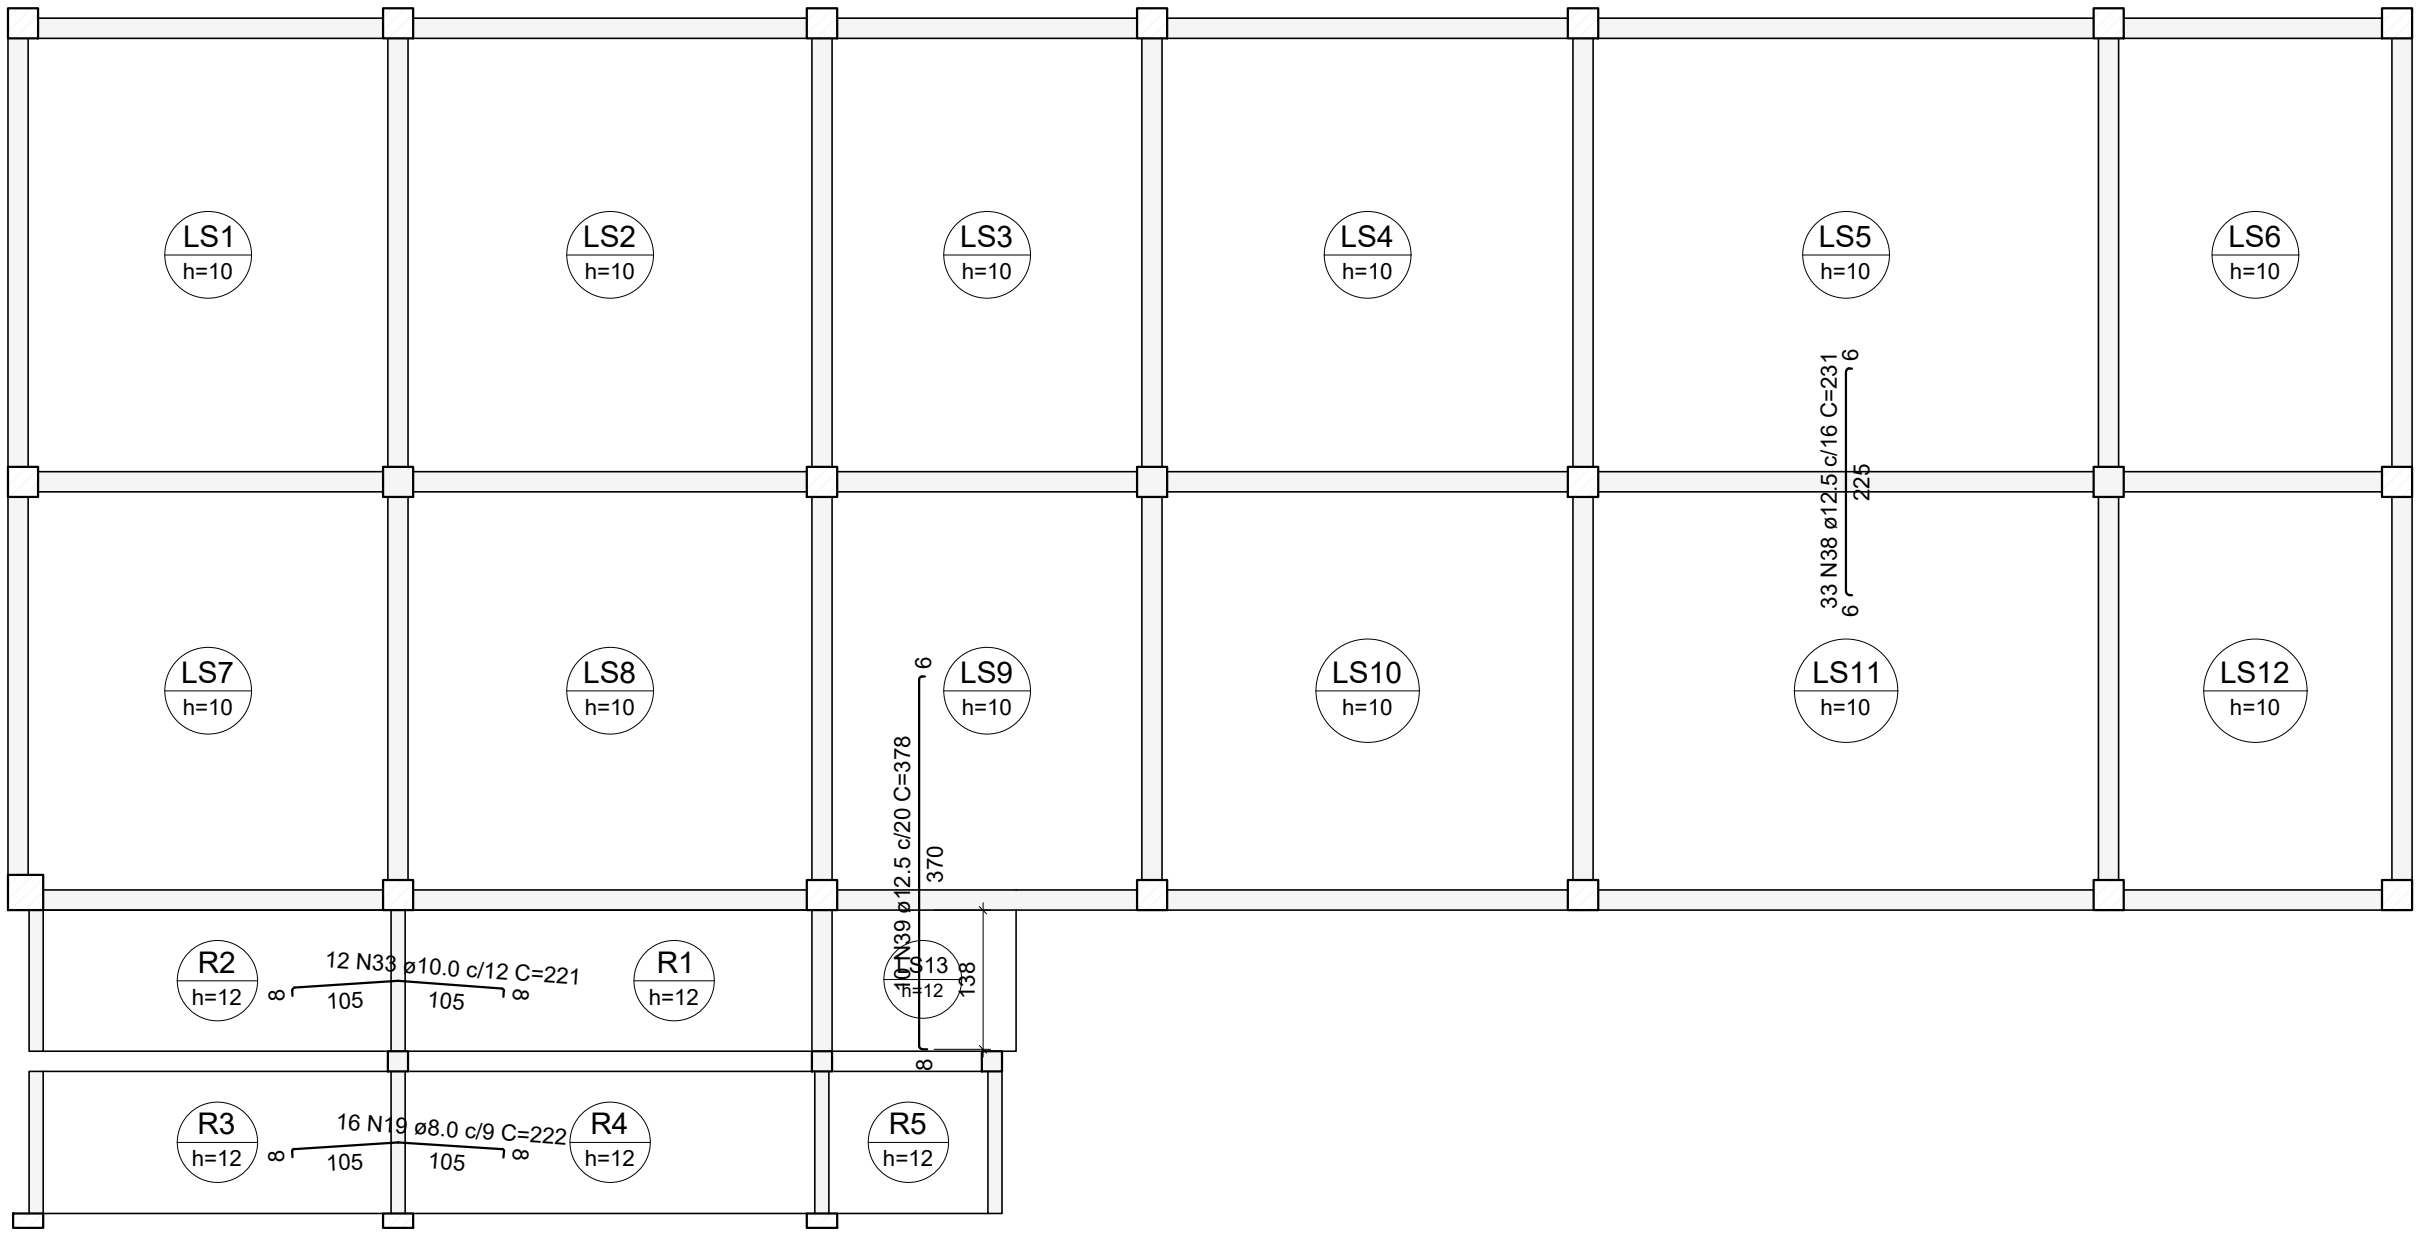 LS1
h=10
LS2
h=10
LS3
h=10
LS4
h=10
LS5
h=10
LS6
h=10
6
33 N38 ø12.5 c/16 C=231
225
6
LS7
h=10
LS8
h=10
LS9
h=10
LS10
h=10
LS11
h=10
LS12
h=10
6
10 N39 ø12.5 c/20 C=378
370
R2
h=12
12 N33 ø10.0 c/12 C=221
8
105
105
8
R1
h=12
LS13
h=12
138
8
R3
h=12
16 N19 ø8.0 c/9 C=222
8
105
105
8
R4
h=12
R5
h=12